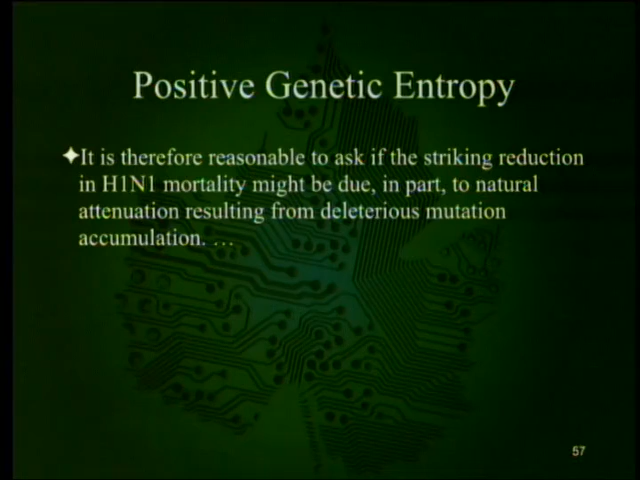 Positive Genetic Entropy
✦It is therefore reasonable to ask if the striking reduction
in H1N1 mortality might be due, in part, to natural
attenuation resulting from deleterious mutation
accumulation. …
57